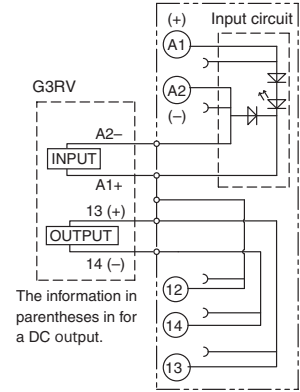 (+)
Input circuit
A1
A2
(–)
G3RV
A2–
INPUT
A1+
13 (+)
OUTPUT
14 (–)
12
14
13
The information in
parentheses in for
a DC output.